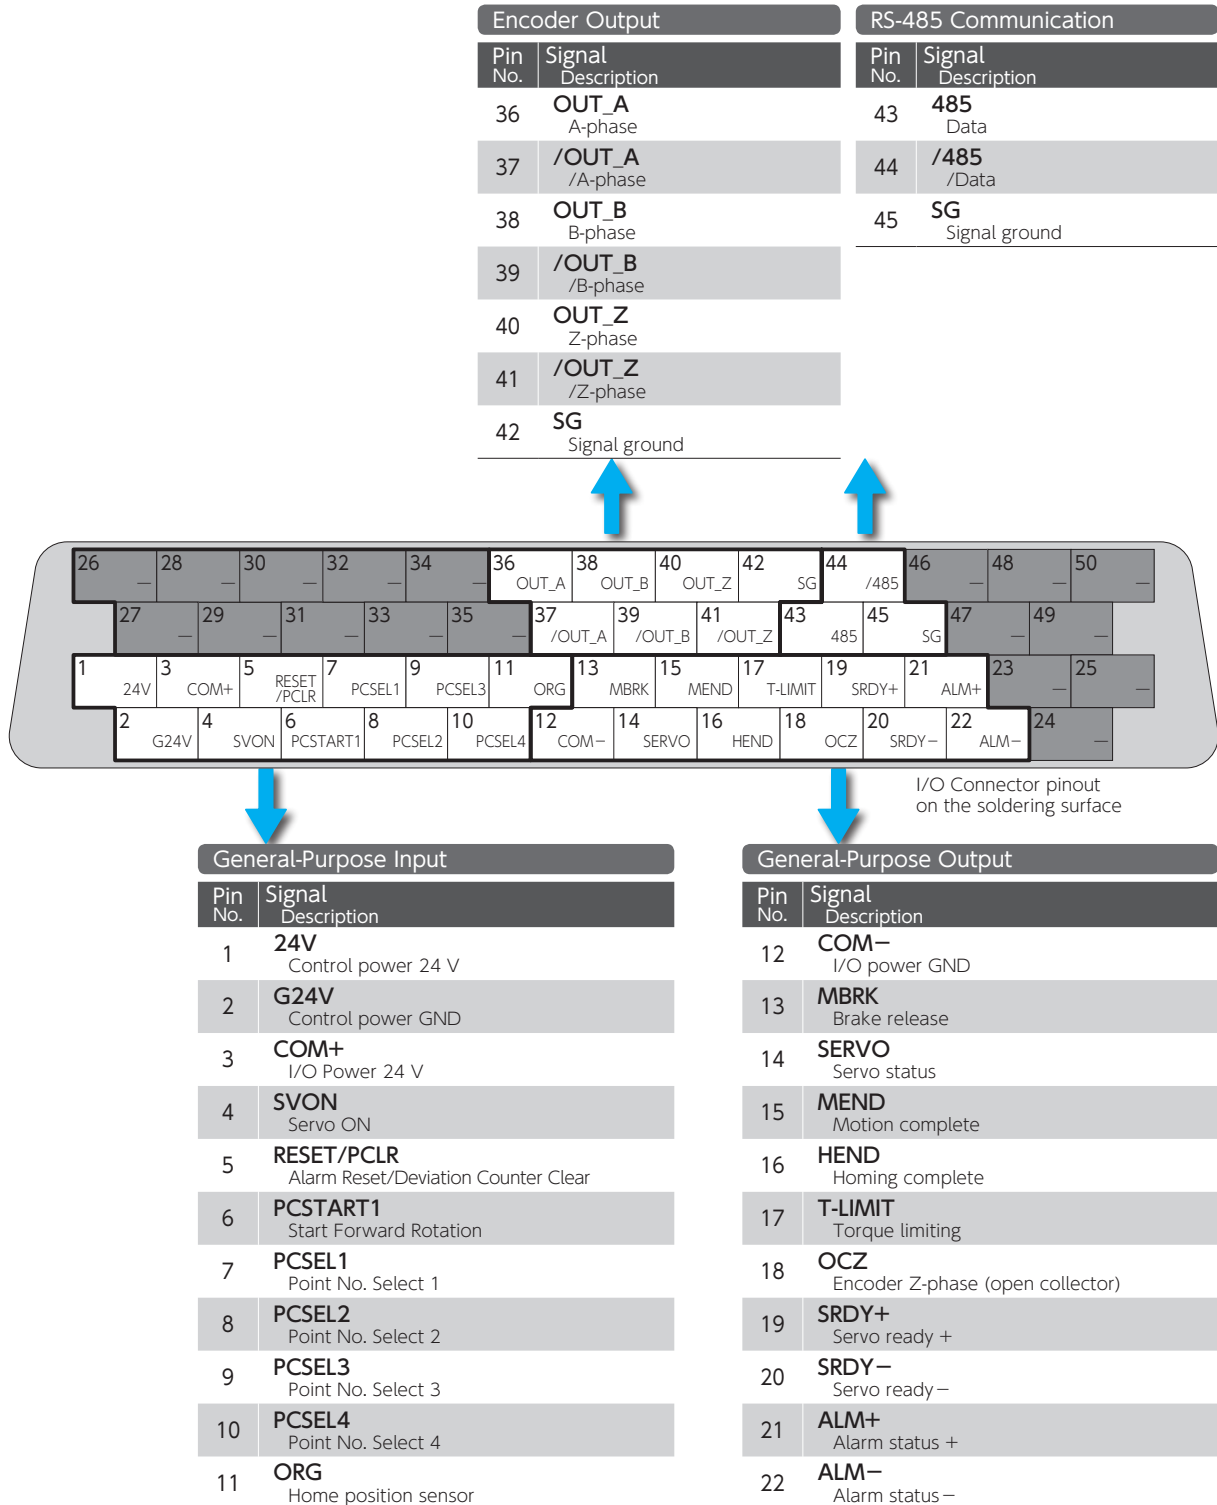 Encoder Output
Pin No. Signal Description
36 OUT_A
A-phase
37 /OUT_A
/A-phase
38 OUT_B
B-phase
39 /OUT_B
/B-phase
40 OUT_Z
Z-phase
41 /OUT_Z
/Z-phase
42 SG
Signal ground
RS-485 Communication
Pin No. Signal Description
43 485
Data
44 /485
/Data
45 SG
Signal ground
26 — 28 — 30 — 32 — 34 — 36 OUT_A 38 OUT_B 40 OUT_Z 42 SG 44 /485 46 — 48 — 50 —
27 — 29 — 31 — 33 — 35 — 37 /OUT_A 39 /OUT_B 41 /OUT_Z 43 485 45 SG 47 — 49 —
1 24V 3 COM+ 5 RESET/PCLR 7 PCSEL1 9 PCSEL3 11 ORG 13 MBRK 15 MEND 17 T-LIMIT 19 SRDY+ 21 ALM+ 23 — 25 —
2 G24V 4 SVON 6 PCSTART1 8 PCSEL2 10 PCSEL4 12 COM− 14 SERVO 16 HEND 18 OCZ 20 SRDY− 22 ALM− 24 —
I/O Connector pinout
on the soldering surface
General-Purpose Input
Pin No. Signal Description
1 24V
Control power 24 V
2 G24V
Control power GND
3 COM+
I/O Power 24 V
4 SVON
Servo ON
5 RESET/PCLR
Alarm Reset/Deviation Counter Clear
6 PCSTART1
Start Forward Rotation
7 PCSEL1
Point No. Select 1
8 PCSEL2
Point No. Select 2
9 PCSEL3
Point No. Select 3
10 PCSEL4
Point No. Select 4
11 ORG
Home position sensor
General-Purpose Output
Pin No. Signal Description
12 COM−
I/O power GND
13 MBRK
Brake release
14 SERVO
Servo status
15 MEND
Motion complete
16 HEND
Homing complete
17 T-LIMIT
Torque limiting
18 OCZ
Encoder Z-phase (open collector)
19 SRDY+
Servo ready +
20 SRDY−
Servo ready −
21 ALM+
Alarm status +
22 ALM−
Alarm status −